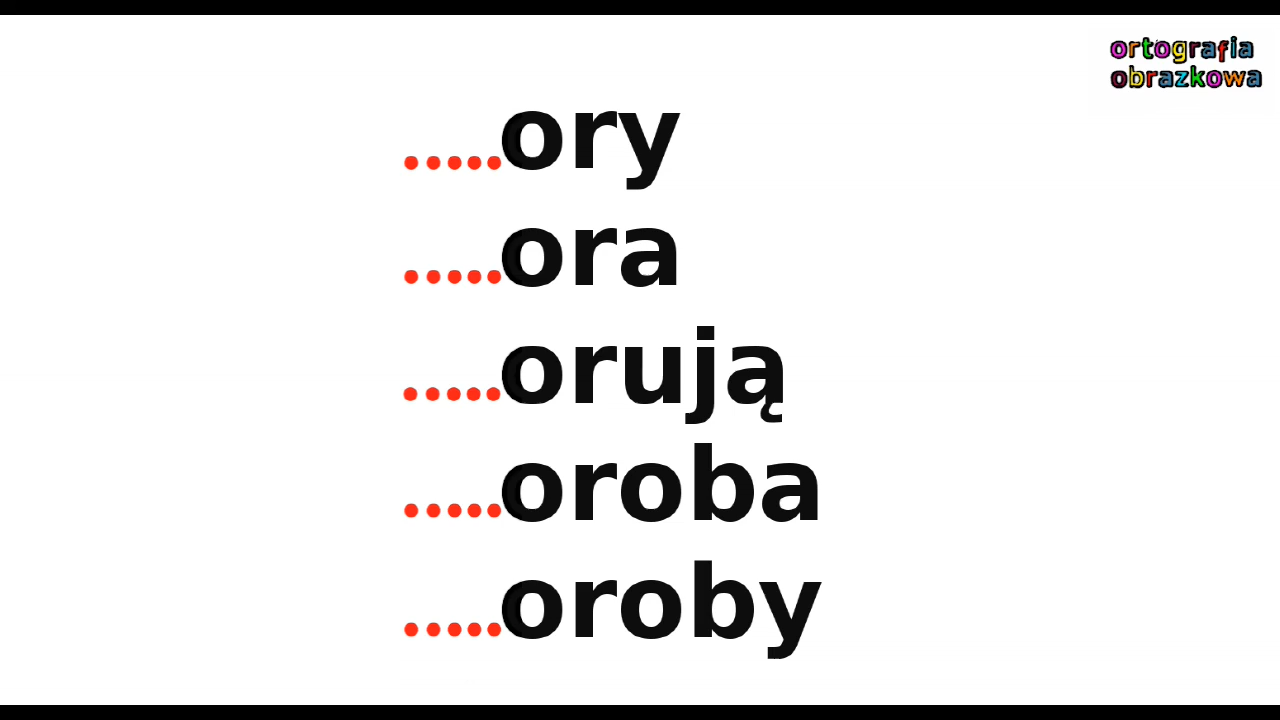 ortografia
obrazkowa
.....ory
.....ora
.....orują
.....oroba
.....oroby